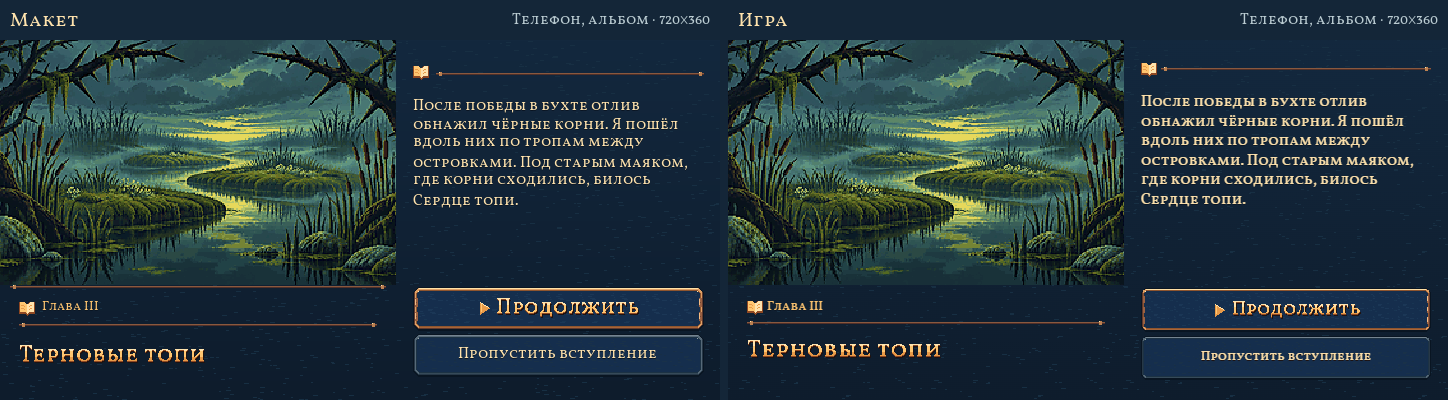 Макет
Телефон, альбом · 720×360
После победы в бухте отлив
обнажил чёрные корни. Я пошёл
вдоль них по тропам между
островками. Под старым маяком,
где корни сходились, билось
Сердце топи.
Глава III
Терновые топи
Продолжить
Пропустить вступление
Игра
Телефон, альбом · 720×360
После победы в бухте отлив
обнажил чёрные корни. Я пошёл
вдоль них по тропам между
островками. Под старым маяком,
где корни сходились, билось
Сердце топи.
Глава III
Терновые топи
Продолжить
Пропустить вступление